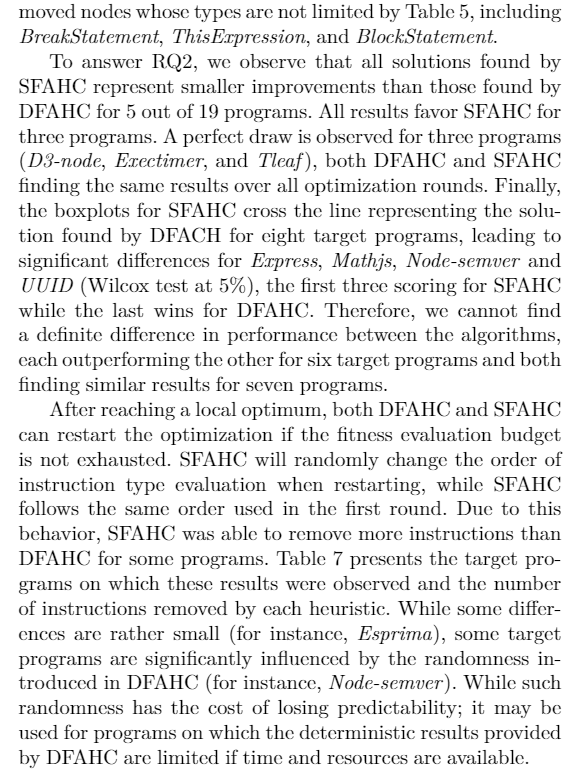 moved nodes whose types are not limited by Table 5, including
BreakStatement, ThisExpression, and BlockStatement.
To answer RQ2, we observe that all solutions found by
SFAHC represent smaller improvements than those found by
DFAHC for 5 out of 19 programs. All results favor SFAHC for
three programs. A perfect draw is observed for three programs
(D3-node, Exectimer, and Tleaf), both DFAHC and SFAHC
finding the same results over all optimization rounds. Finally,
the boxplots for SFAHC cross the line representing the solu-
tion found by DFACH for eight target programs, leading to
significant differences for Express, Mathjs, Node-semver and
UUID (Wilcox test at 5%), the first three scoring for SFAHC
while the last wins for DFAHC. Therefore, we cannot find
a definite difference in performance between the algorithms,
each outperforming the other for six target programs and both
finding similar results for seven programs.
After reaching a local optimum, both DFAHC and SFAHC
can restart the optimization if the fitness evaluation budget
is not exhausted. SFAHC will randomly change the order of
instruction type evaluation when restarting, while SFAHC
follows the same order used in the first round. Due to this
behavior, SFAHC was able to remove more instructions than
DFAHC for some programs. Table 7 presents the target pro-
grams on which these results were observed and the number
of instructions removed by each heuristic. While some differ-
ences are rather small (for instance, Esprima), some target
programs are significantly influenced by the randomness in-
troduced in DFAHC (for instance, Node-semver). While such
randomness has the cost of losing predictability; it may be
used for programs on which the deterministic results provided
by DFAHC are limited if time and resources are available.